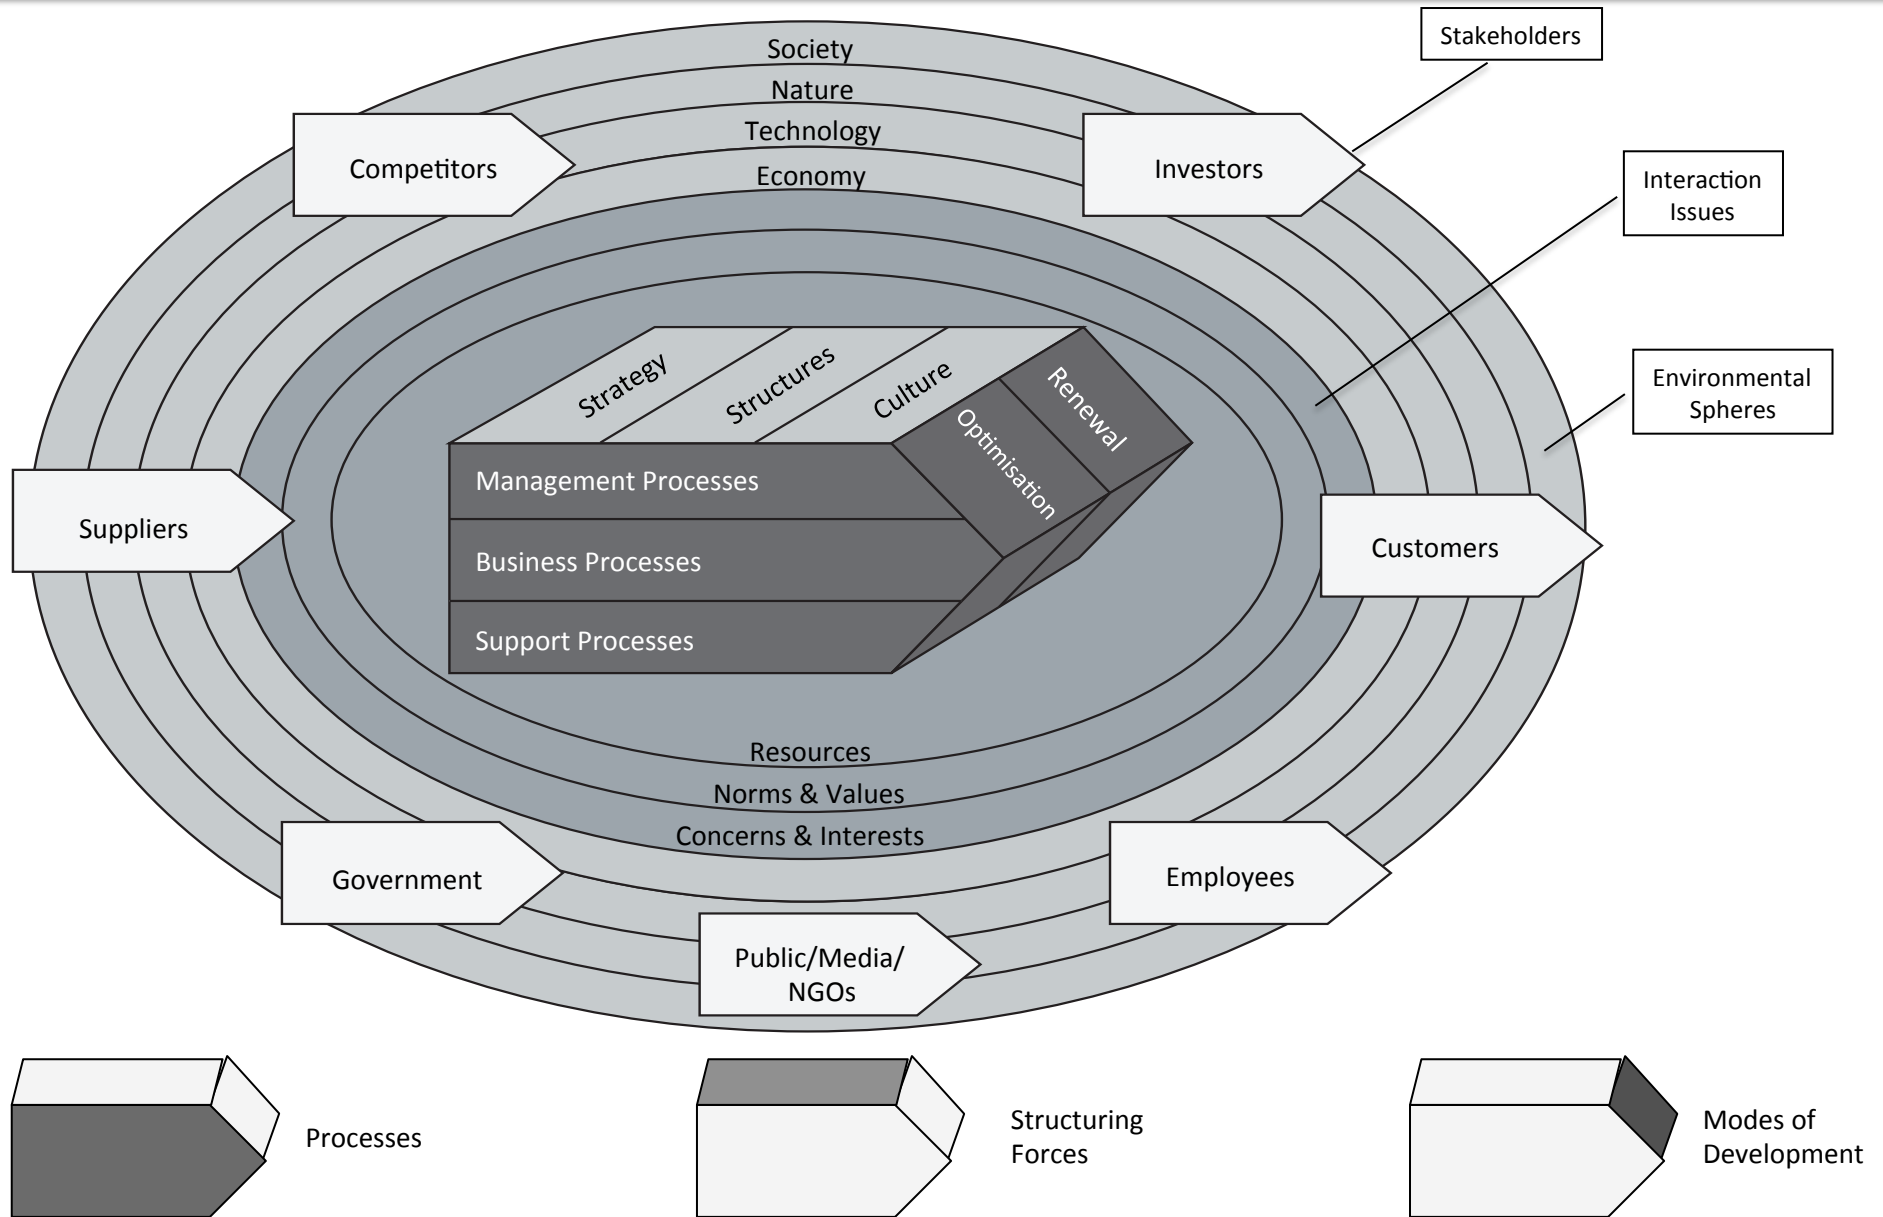 Society
Stakeholders
Nature
Technology
Competitors
Economy
Investors
Interaction
Issues
Strategy
Structures
Culture
Renewal
Optimisation
Environmental
Spheres
Management Processes
Suppliers
Business Processes
Customers
Support Processes
Resources
Norms & Values
Concerns & Interests
Government
Employees
Public/Media/
NGOs
Processes
Structuring
Forces
Modes of
Development